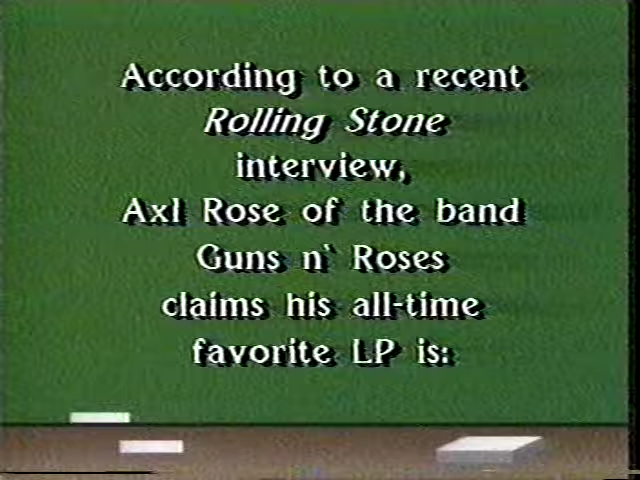 According to a recent
Rolling Stone
interview,
Axl Rose of the band
Guns n` Roses
claims his all-time
favorite LP is: